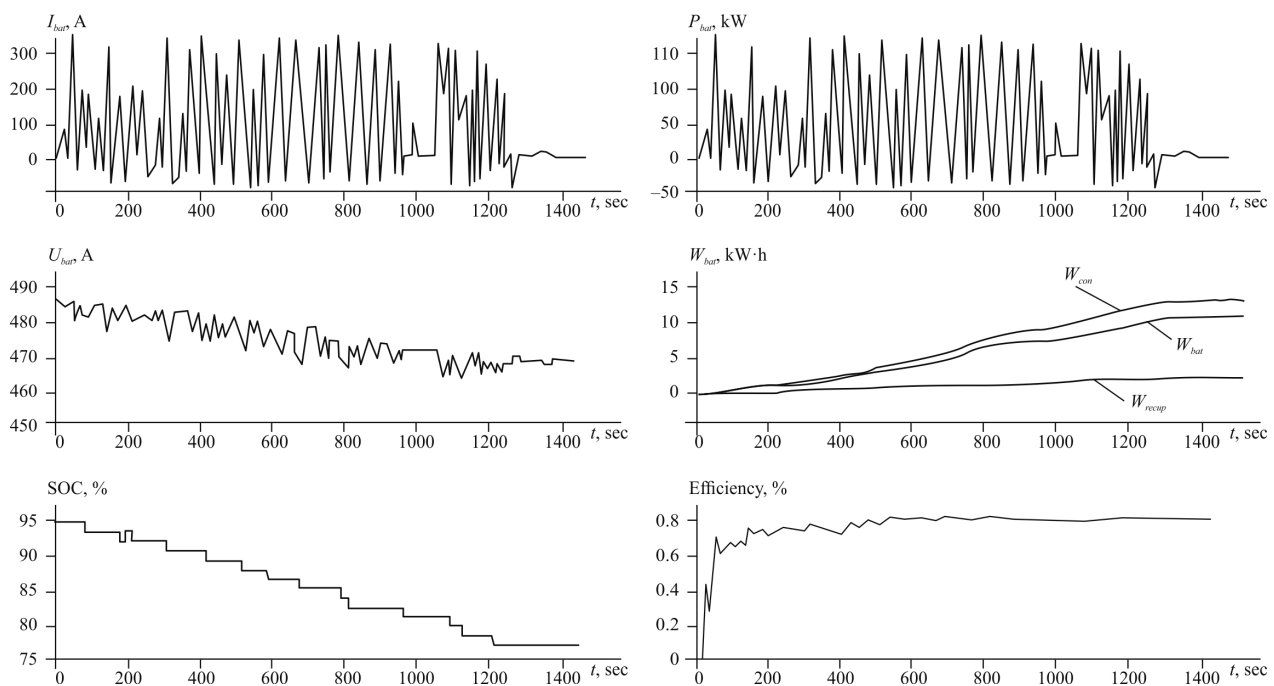 I_bat, A
300
200
100
0
0 200 400 600 800 1000 1200 1400 t, sec
P_bat, kW
110
100
50
0
–50
0 200 400 600 800 1000 1200 1400 t, sec
U_bat, A
490
480
470
460
450
0 200 400 600 800 1000 1200 1400 t, sec
W_bat, kW·h
15
10
5
0
W_con
W_bat
W_recup
0 200 400 600 800 1000 1200 1400 t, sec
SOC, %
95
90
85
80
75
0 200 400 600 800 1000 1200 1400 t, sec
Efficiency, %
0.8
0.6
0.4
0.2
0
0 200 400 600 800 1000 1200 1400 t, sec